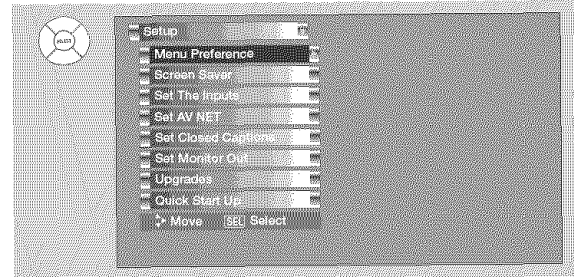 Setup
Menu Preference
Screen Saver
Set The Inputs
Set AV NET
Set Closed Captions
Set Monitor Out
Upgrades
Quick Start Up
Move SEL Select